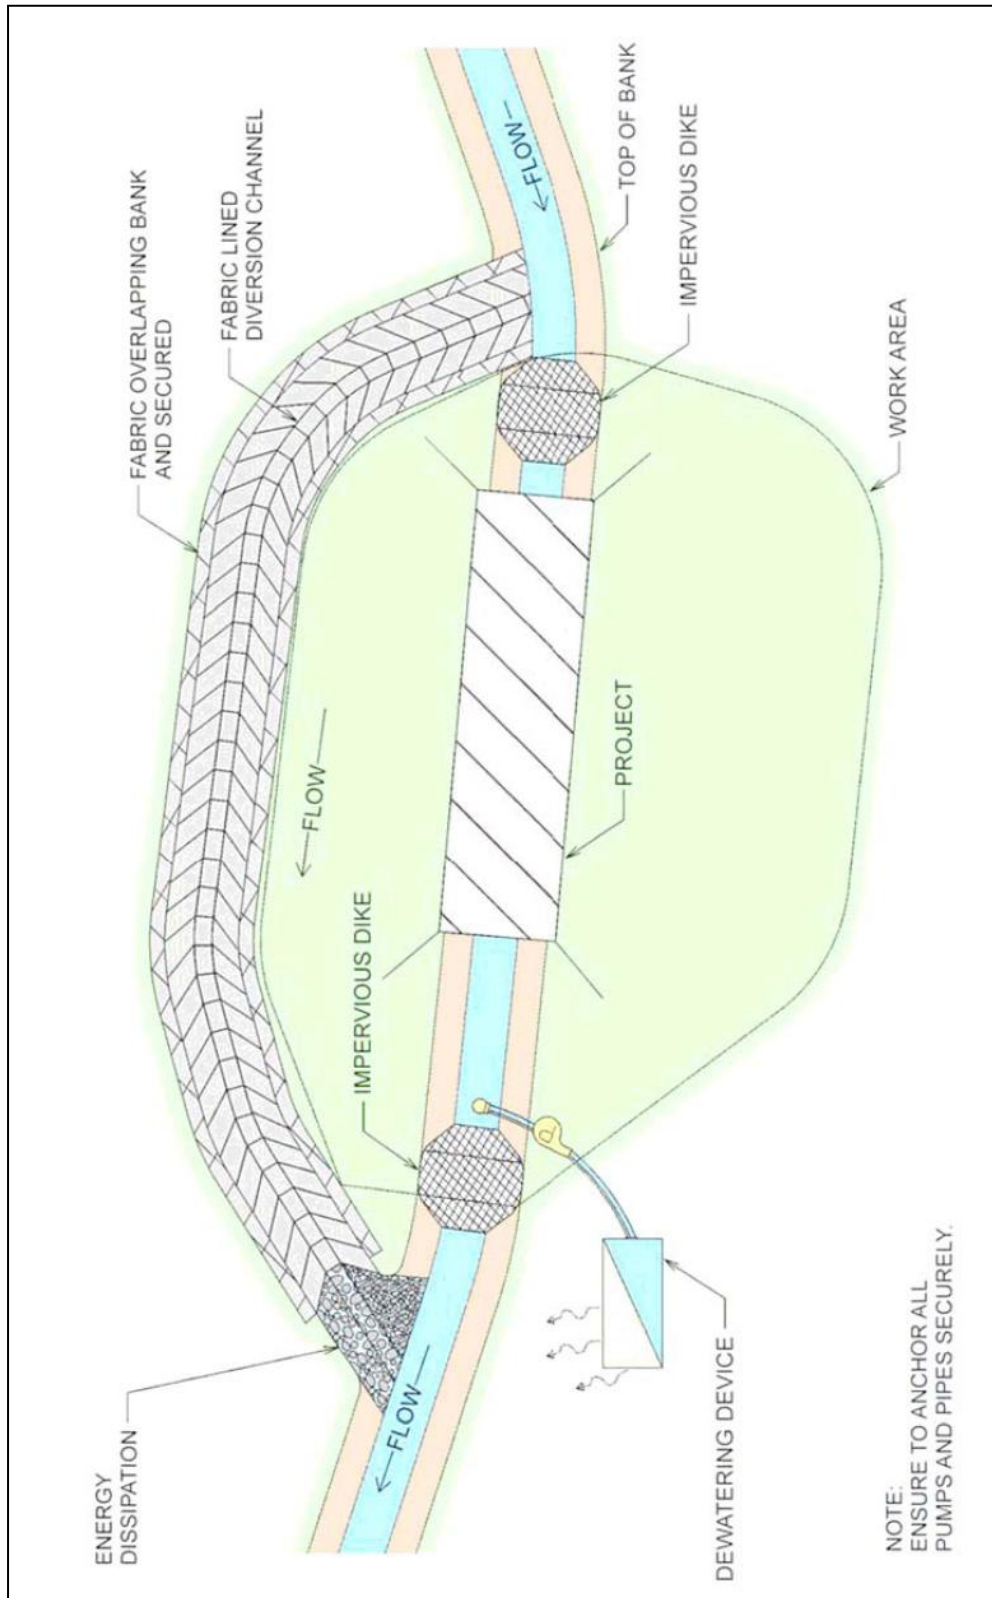 FABRIC OVERLAPPING BANK
AND SECURED
FABRIC LINED
DIVERSION CHANNEL
FLOW
TOP OF BANK
IMPERVIOUS DIKE
WORK AREA
FLOW
PROJECT
IMPERVIOUS DIKE
ENERGY
DISSIPATION
FLOW
DEWATERING DEVICE
NOTE:
ENSURE TO ANCHOR ALL
PUMPS AND PIPES SECURELY.